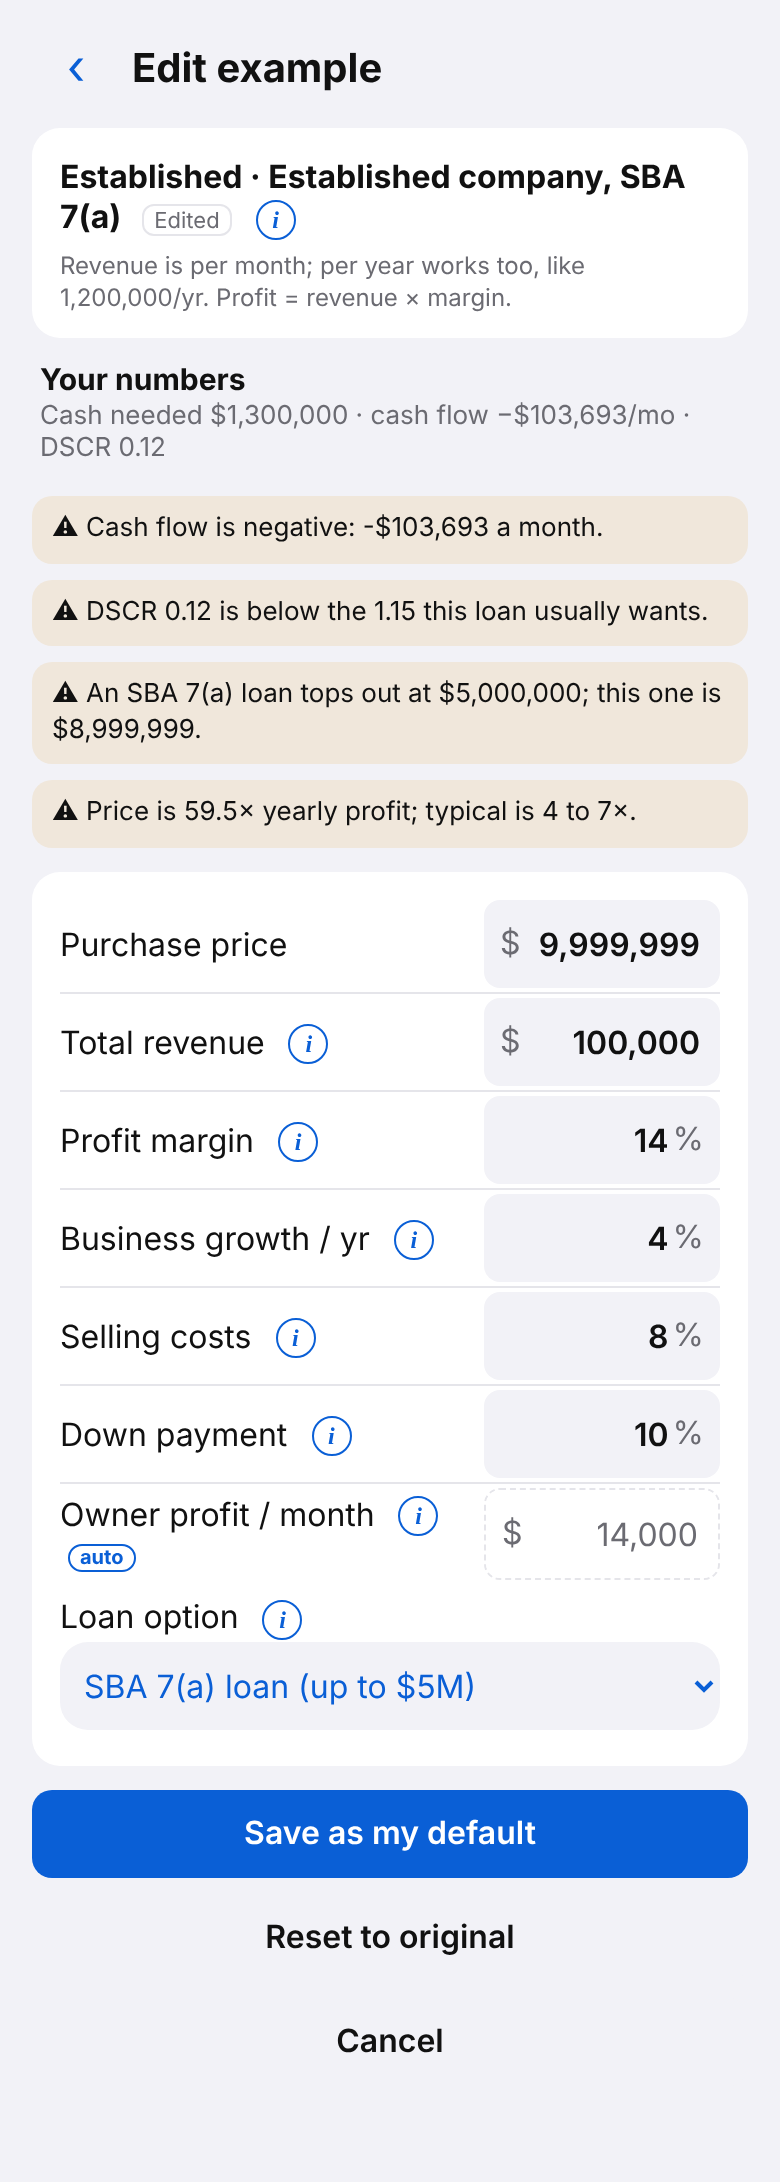 ‹ Edit example
Established · Established company, SBA
7(a) Edited i
Revenue is per month; per year works too, like
1,200,000/yr. Profit = revenue × margin.
Your numbers
Cash needed $1,300,000 · cash flow −$103,693/mo ·
DSCR 0.12
⚠ Cash flow is negative: -$103,693 a month.
⚠ DSCR 0.12 is below the 1.15 this loan usually wants.
⚠ An SBA 7(a) loan tops out at $5,000,000; this one is
$8,999,999.
⚠ Price is 59.5× yearly profit; typical is 4 to 7×.
Purchase price $ 9,999,999
Total revenue i $ 100,000
Profit margin i 14 %
Business growth / yr i 4 %
Selling costs i 8 %
Down payment i 10 %
Owner profit / month i $ 14,000
auto
Loan option i
SBA 7(a) loan (up to $5M)
Save as my default
Reset to original
Cancel